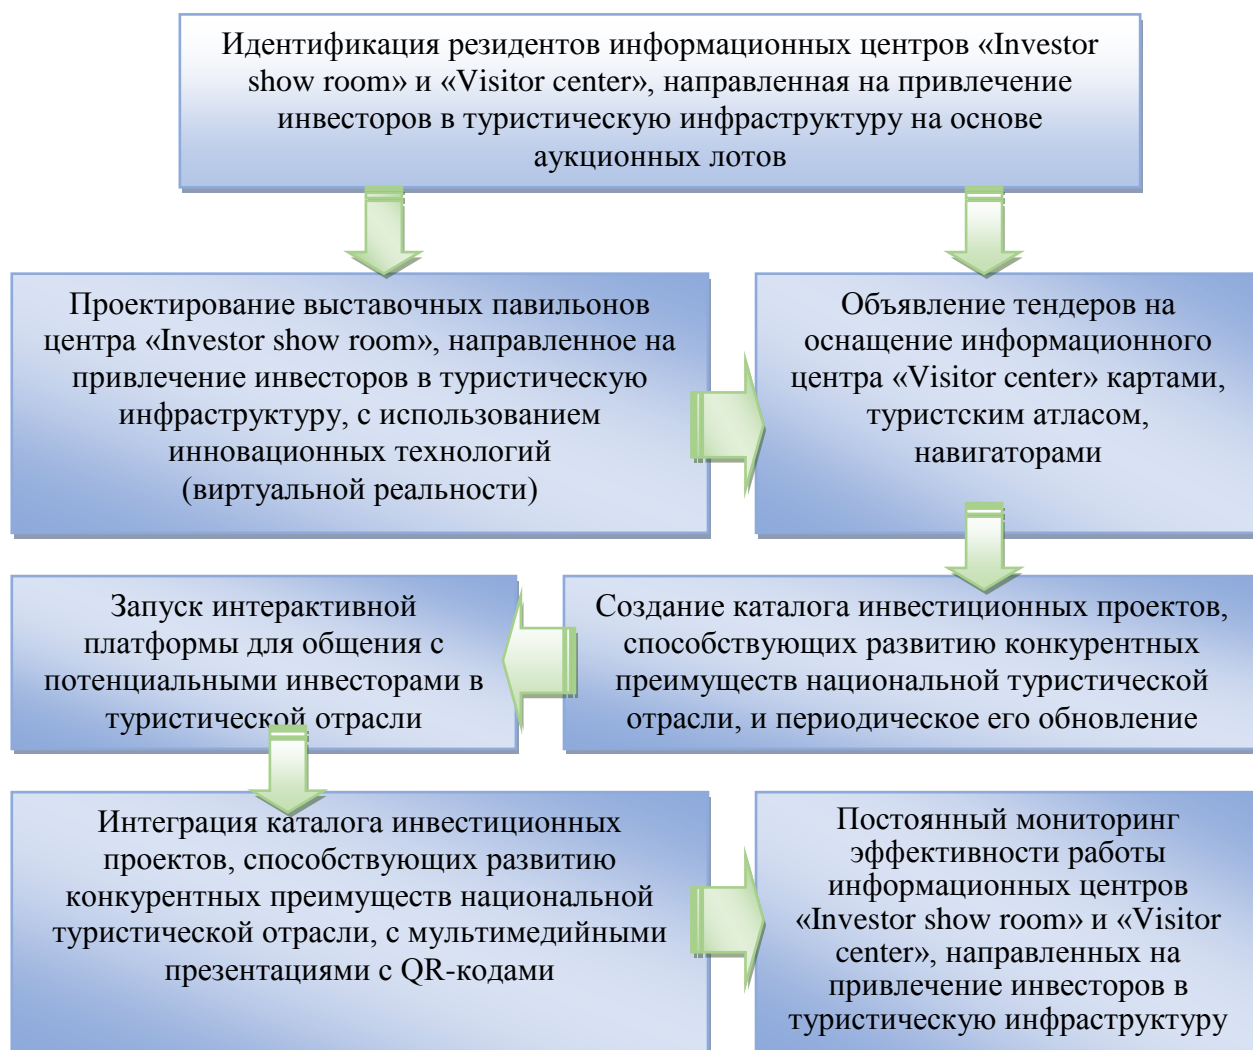 Идентификация резидентов информационных центров «Investor
show room» и «Visitor center», направленная на привлечение
инвесторов в туристическую инфраструктуру на основе
аукционных лотов
Проектирование выставочных павильонов
центра «Investor show room», направленное на
привлечение инвесторов в туристическую
инфраструктуру, с использованием
инновационных технологий
(виртуальной реальности)
Объявление тендеров на
оснащение информационного
центра «Visitor center» картами,
туристским атласом,
навигаторами
Создание каталога инвестиционных проектов,
способствующих развитию конкурентных
преимуществ национальной туристической
отрасли, и периодическое его обновление
Запуск интерактивной
платформы для общения с
потенциальными инвесторами в
туристической отрасли
Интеграция каталога инвестиционных
проектов, способствующих развитию
конкурентных преимуществ национальной
туристической отрасли, с мультимедийными
презентациями с QR-кодами
Постоянный мониторинг
эффективности работы
информационных центров
«Investor show room» и «Visitor
center», направленных на
привлечение инвесторов в
туристическую инфраструктуру